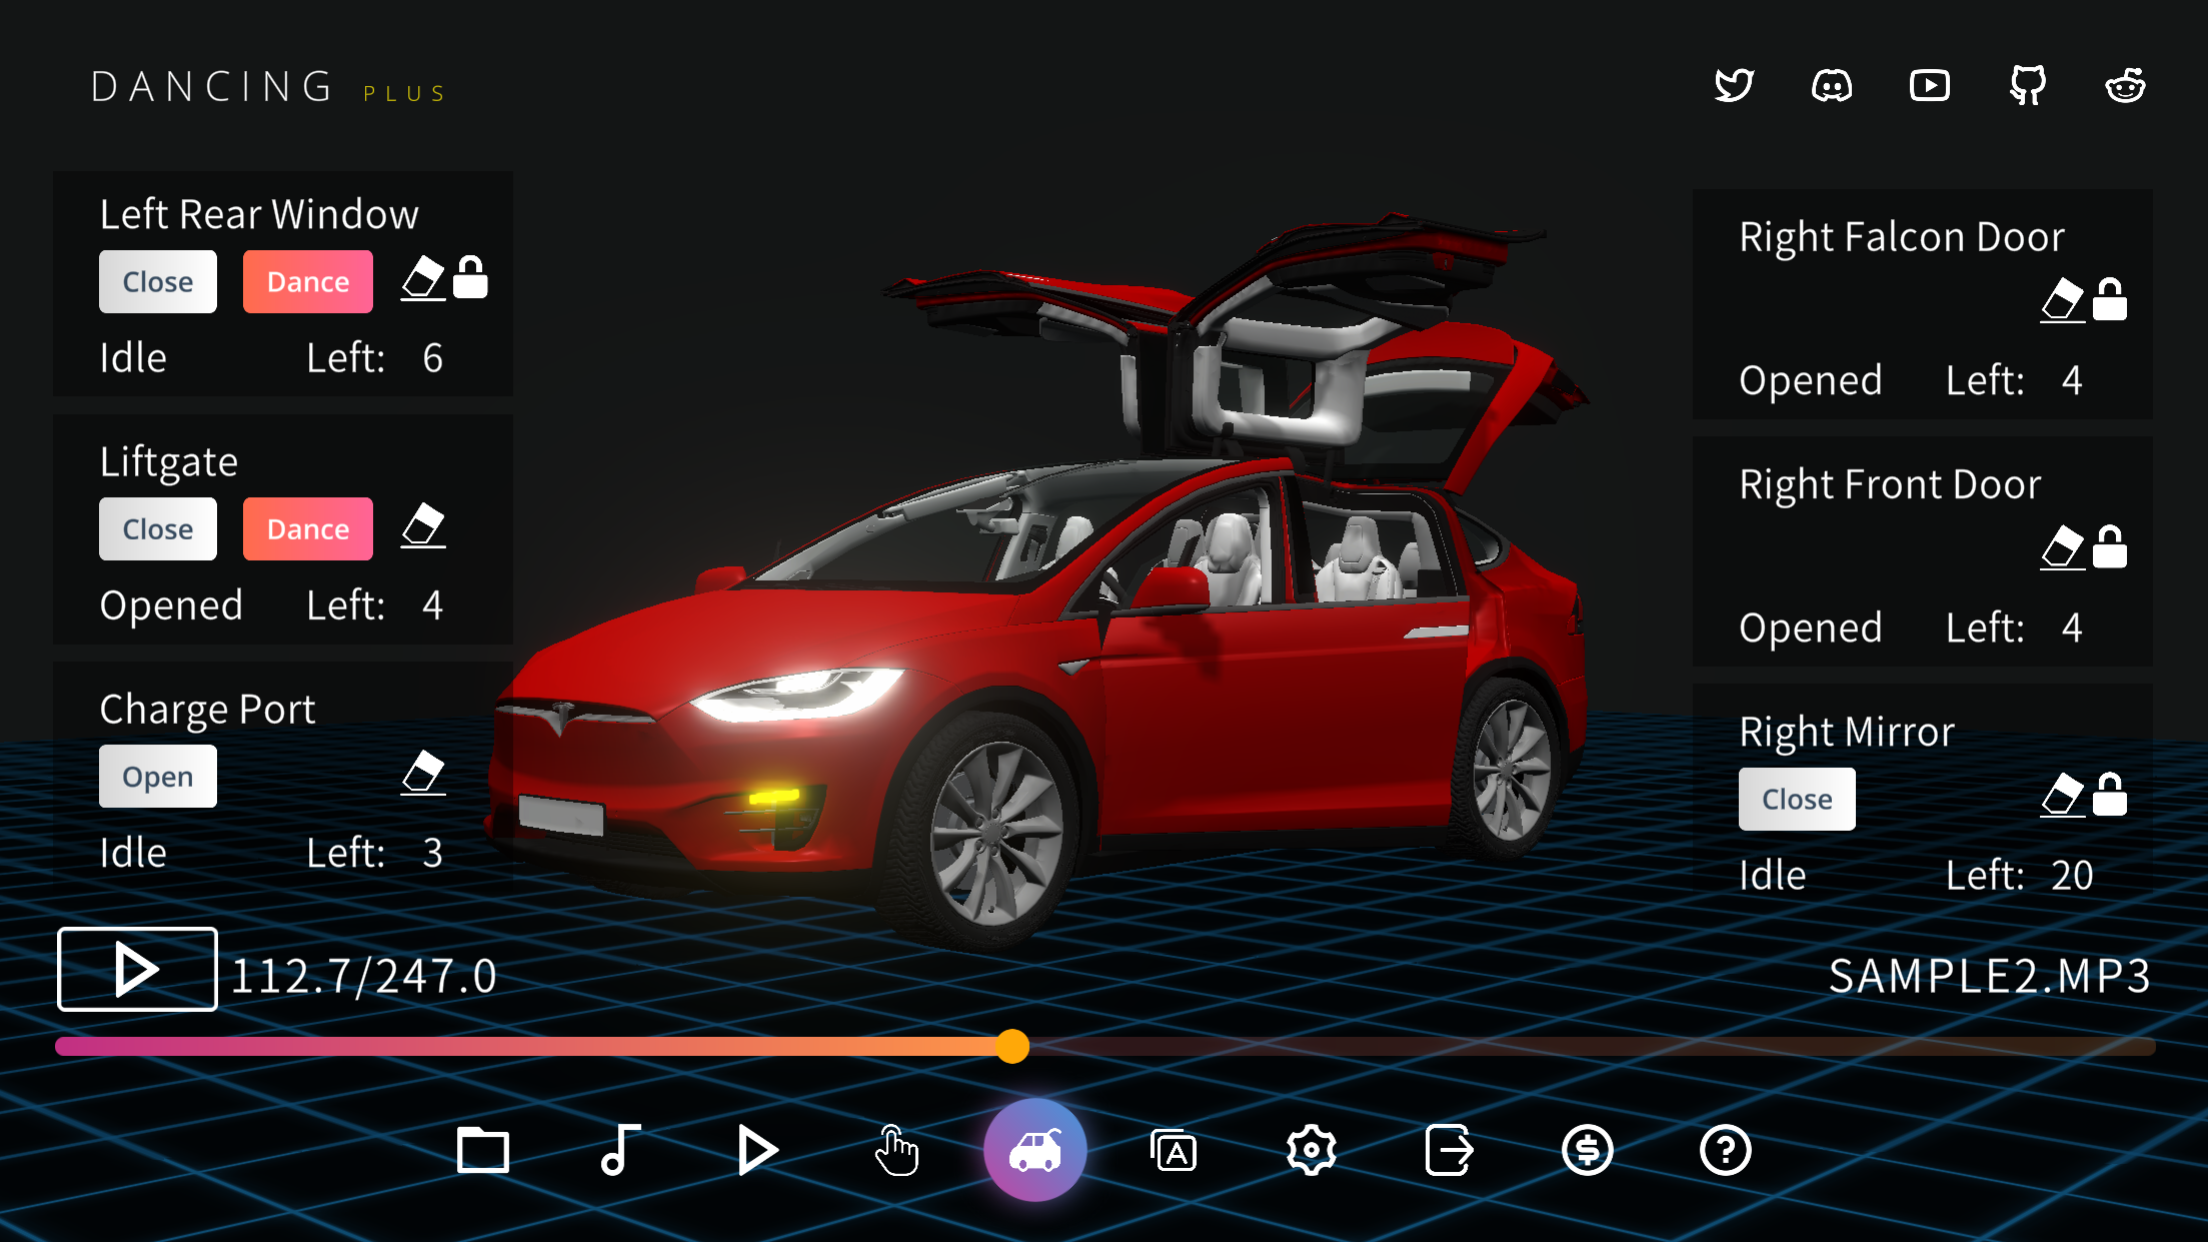 DANCING PLUS
Left Rear Window
Close Dance
Idle Left: 6
Liftgate
Close Dance
Opened Left: 4
Charge Port
Open
Idle Left: 3
Right Falcon Door
Opened Left: 4
Right Front Door
Opened Left: 4
Right Mirror
Close
Idle Left: 20
112.7/247.0
SAMPLE2.MP3
A
$
?